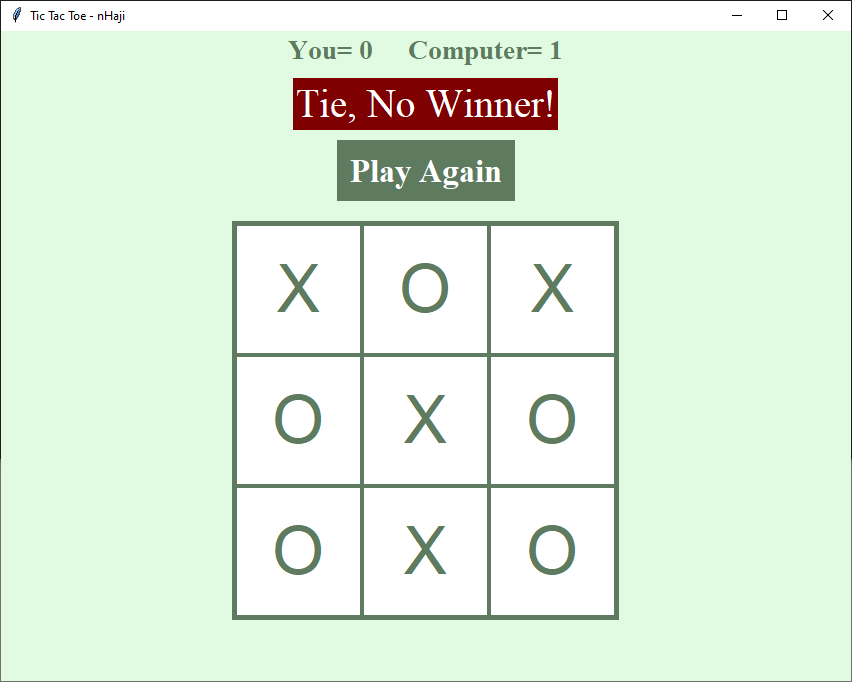 Tic Tac Toe - nHaji
You= 0 Computer= 1
Tie, No Winner!
Play Again
X O X
O X O
O X O